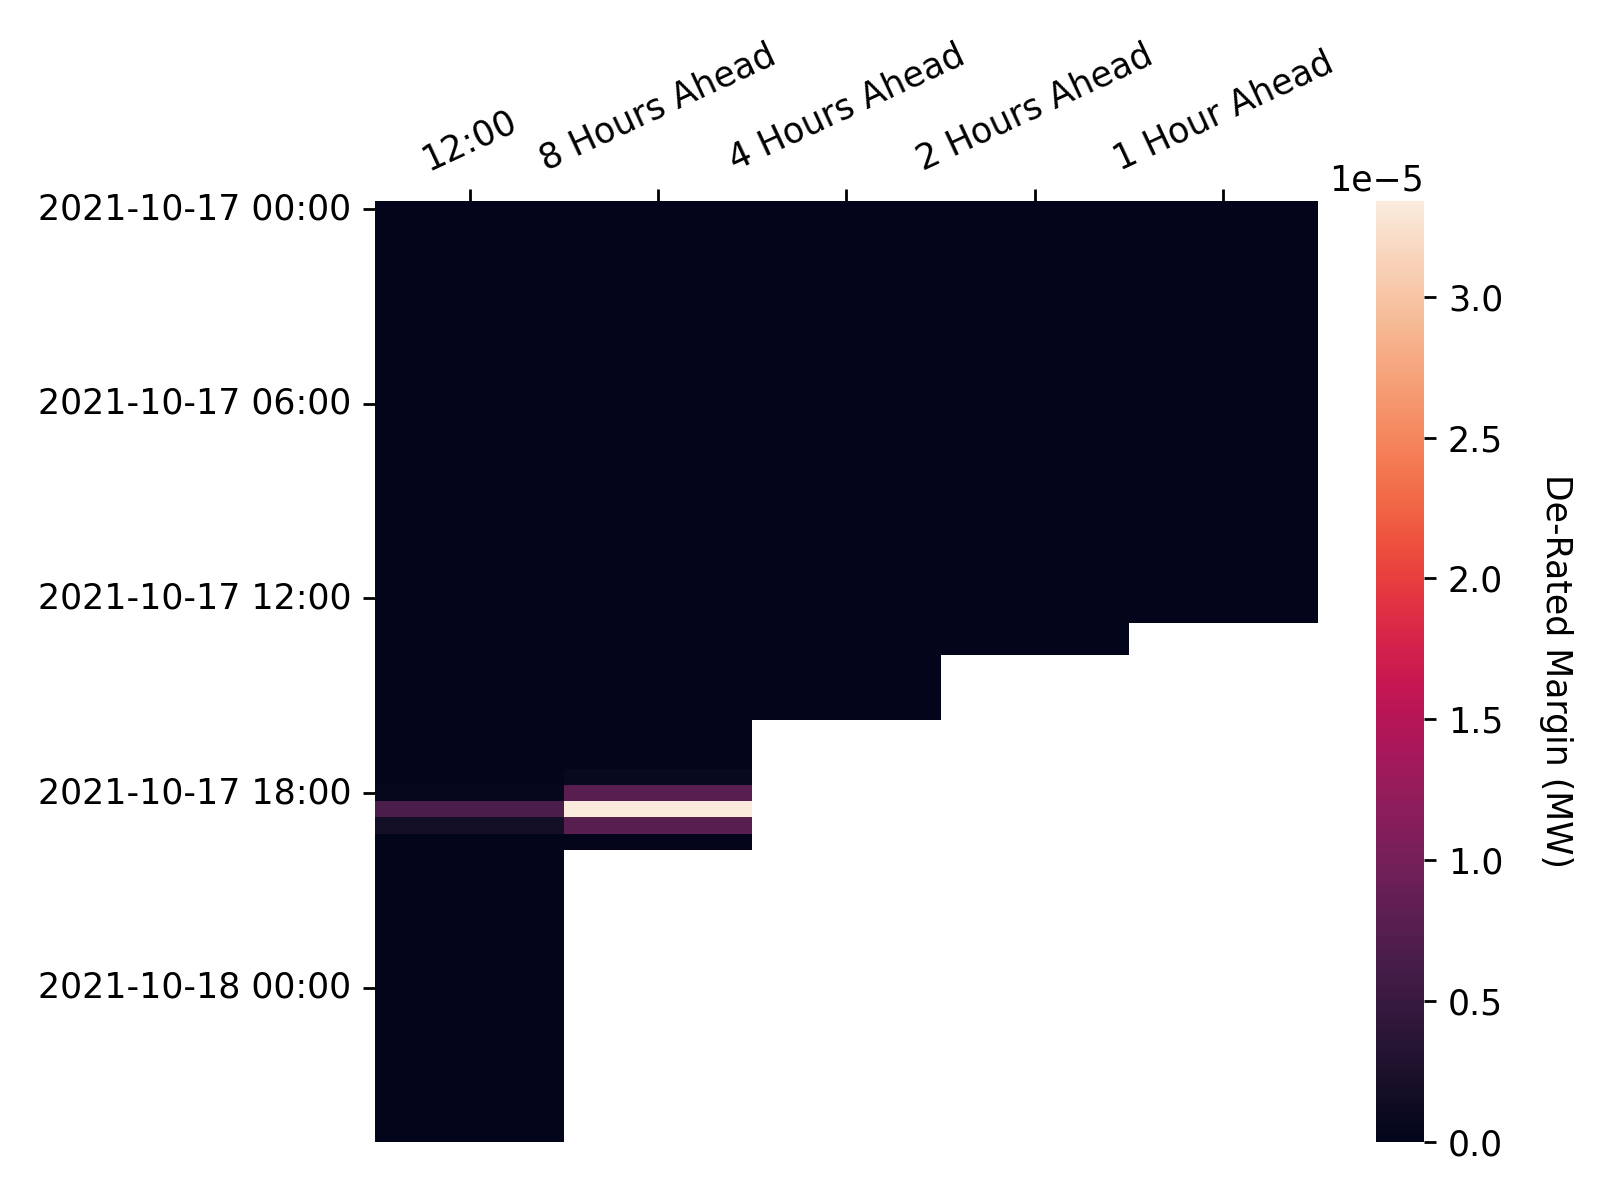 12:00
8 Hours Ahead
4 Hours Ahead
2 Hours Ahead
1 Hour Ahead
1e−5
2021-10-17 00:00
2021-10-17 06:00
2021-10-17 12:00
2021-10-17 18:00
2021-10-18 00:00
3.0
2.5
2.0
1.5
1.0
0.5
0.0
De-Rated Margin (MW)